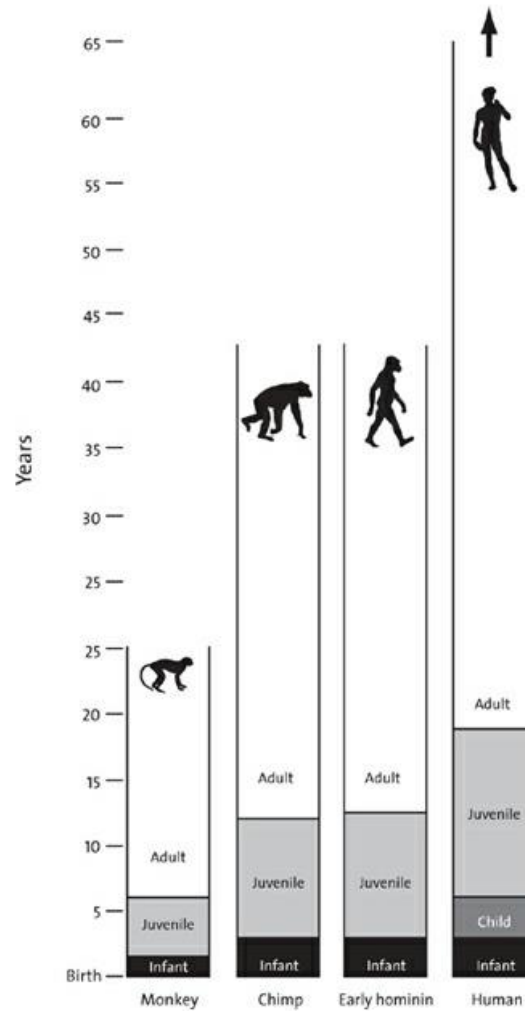 65
60
55
50
45
40
35
30
25
25
20
15
10
5
Birth
Years
Adult
Juvenile
Infant
Monkey
Adult
Juvenile
Infant
Chimp
Adult
Juvenile
Infant
Early hominin
Adult
Juvenile
Child
Infant
Human